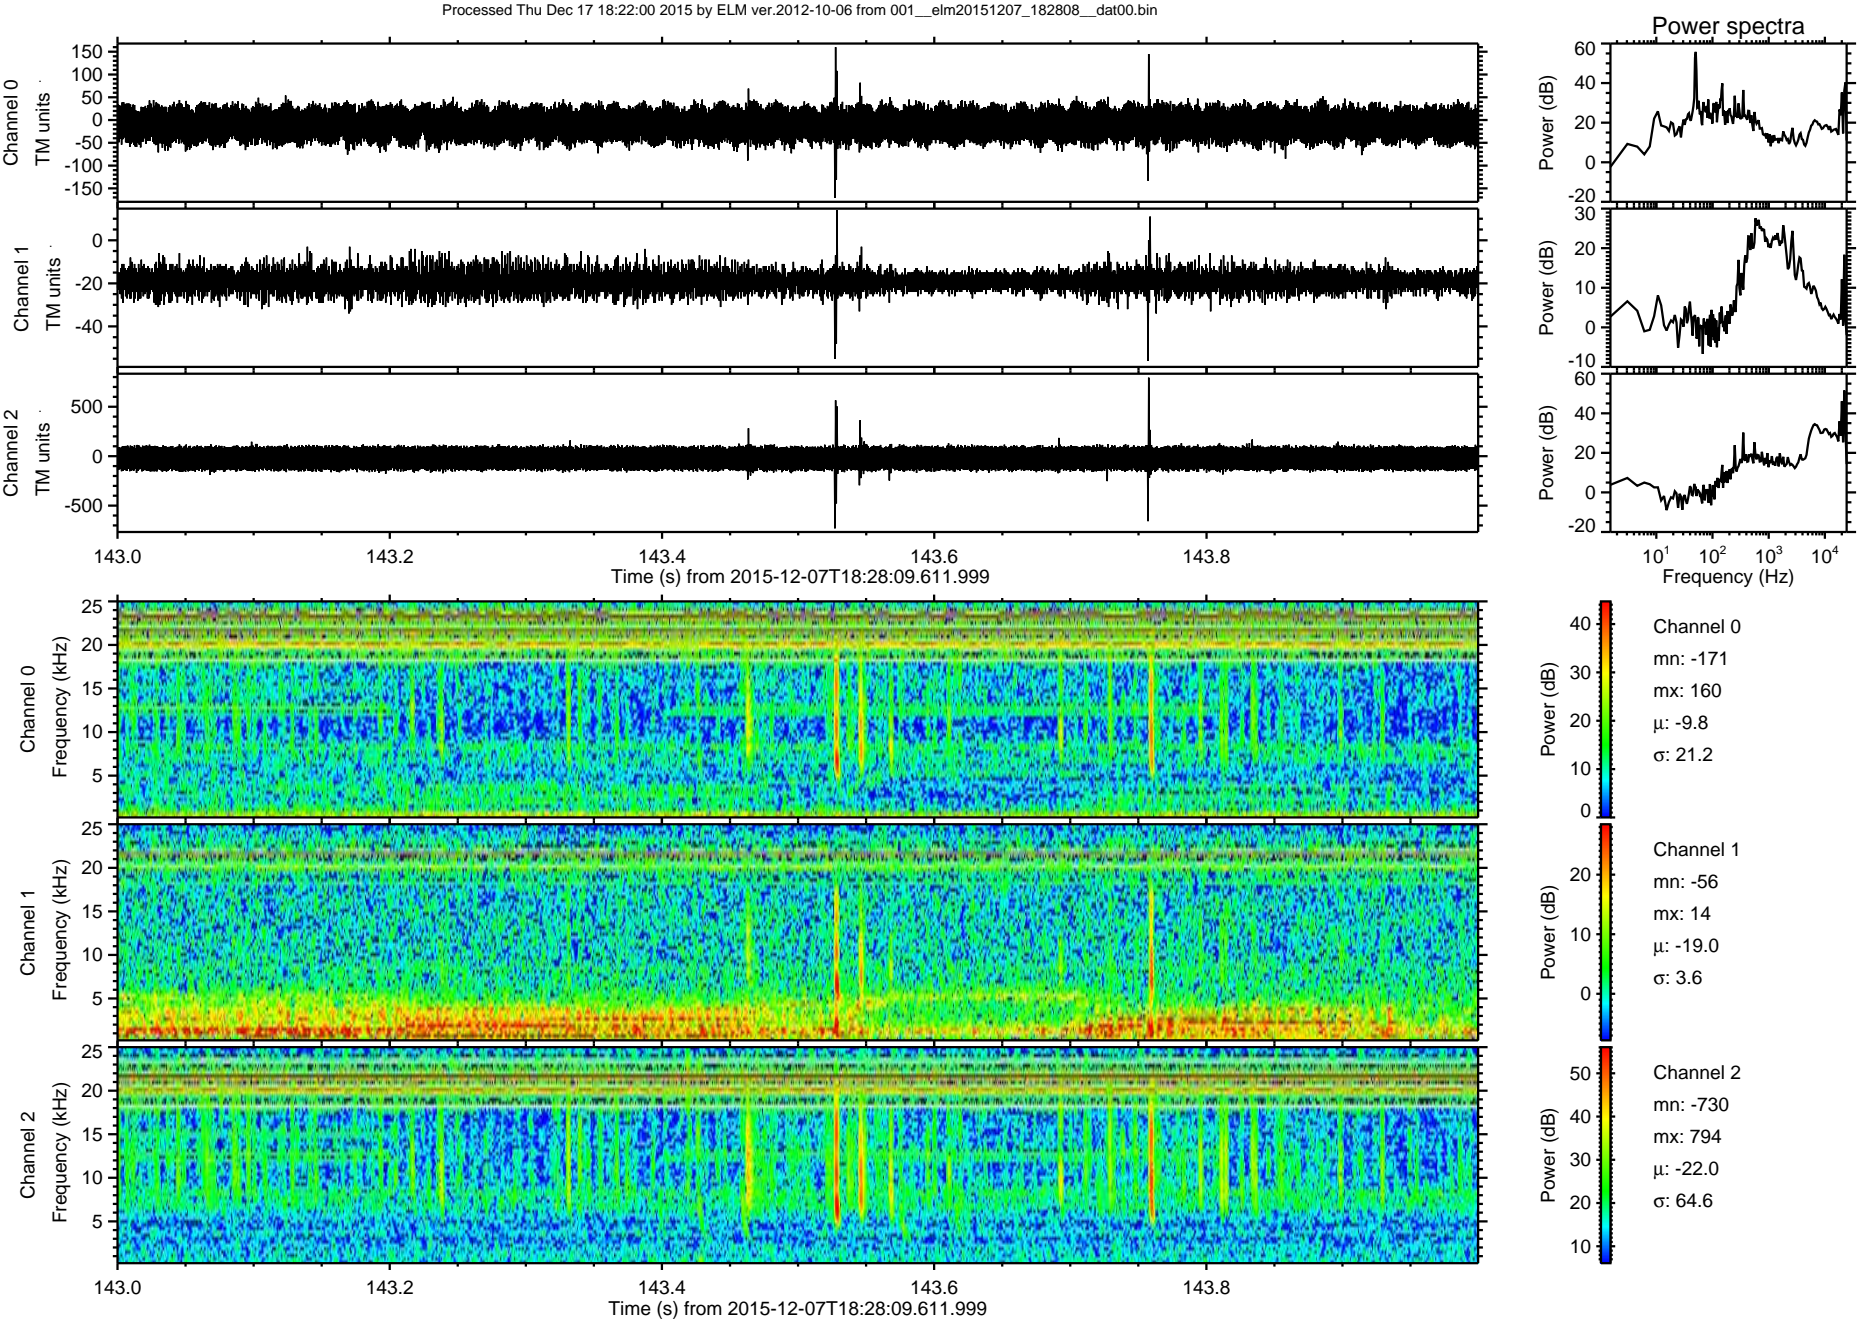 Processed Thu Dec 17 18:22:00 2015 by ELM ver.2012-10-06 from 001__elm20151207_182808__dat00.bin
Power spectra
Channel 0
TM units
150
100
50
0
-50
-100
-150
Power (dB)
60
40
20
0
-20
Channel 1
TM units
0
-20
-40
Power (dB)
30
20
10
0
-10
Channel 2
TM units
500
0
-500
Power (dB)
60
40
20
0
-20
143.0 143.2 143.4 143.6 143.8
Time (s) from 2015-12-07T18:28:09.611.999
10^1 10^2 10^3 10^4
Frequency (Hz)
Channel 0
Frequency (kHz)
25
20
15
10
5
Power (dB)
40
30
20
10
0
Channel 0
mn: -171
mx: 160
μ: -9.8
σ: 21.2
Channel 1
Frequency (kHz)
25
20
15
10
5
Power (dB)
20
10
0
Channel 1
mn: -56
mx: 14
μ: -19.0
σ: 3.6
Channel 2
Frequency (kHz)
25
20
15
10
5
Power (dB)
50
40
30
20
10
Channel 2
mn: -730
mx: 794
μ: -22.0
σ: 64.6
143.0 143.2 143.4 143.6 143.8
Time (s) from 2015-12-07T18:28:09.611.999